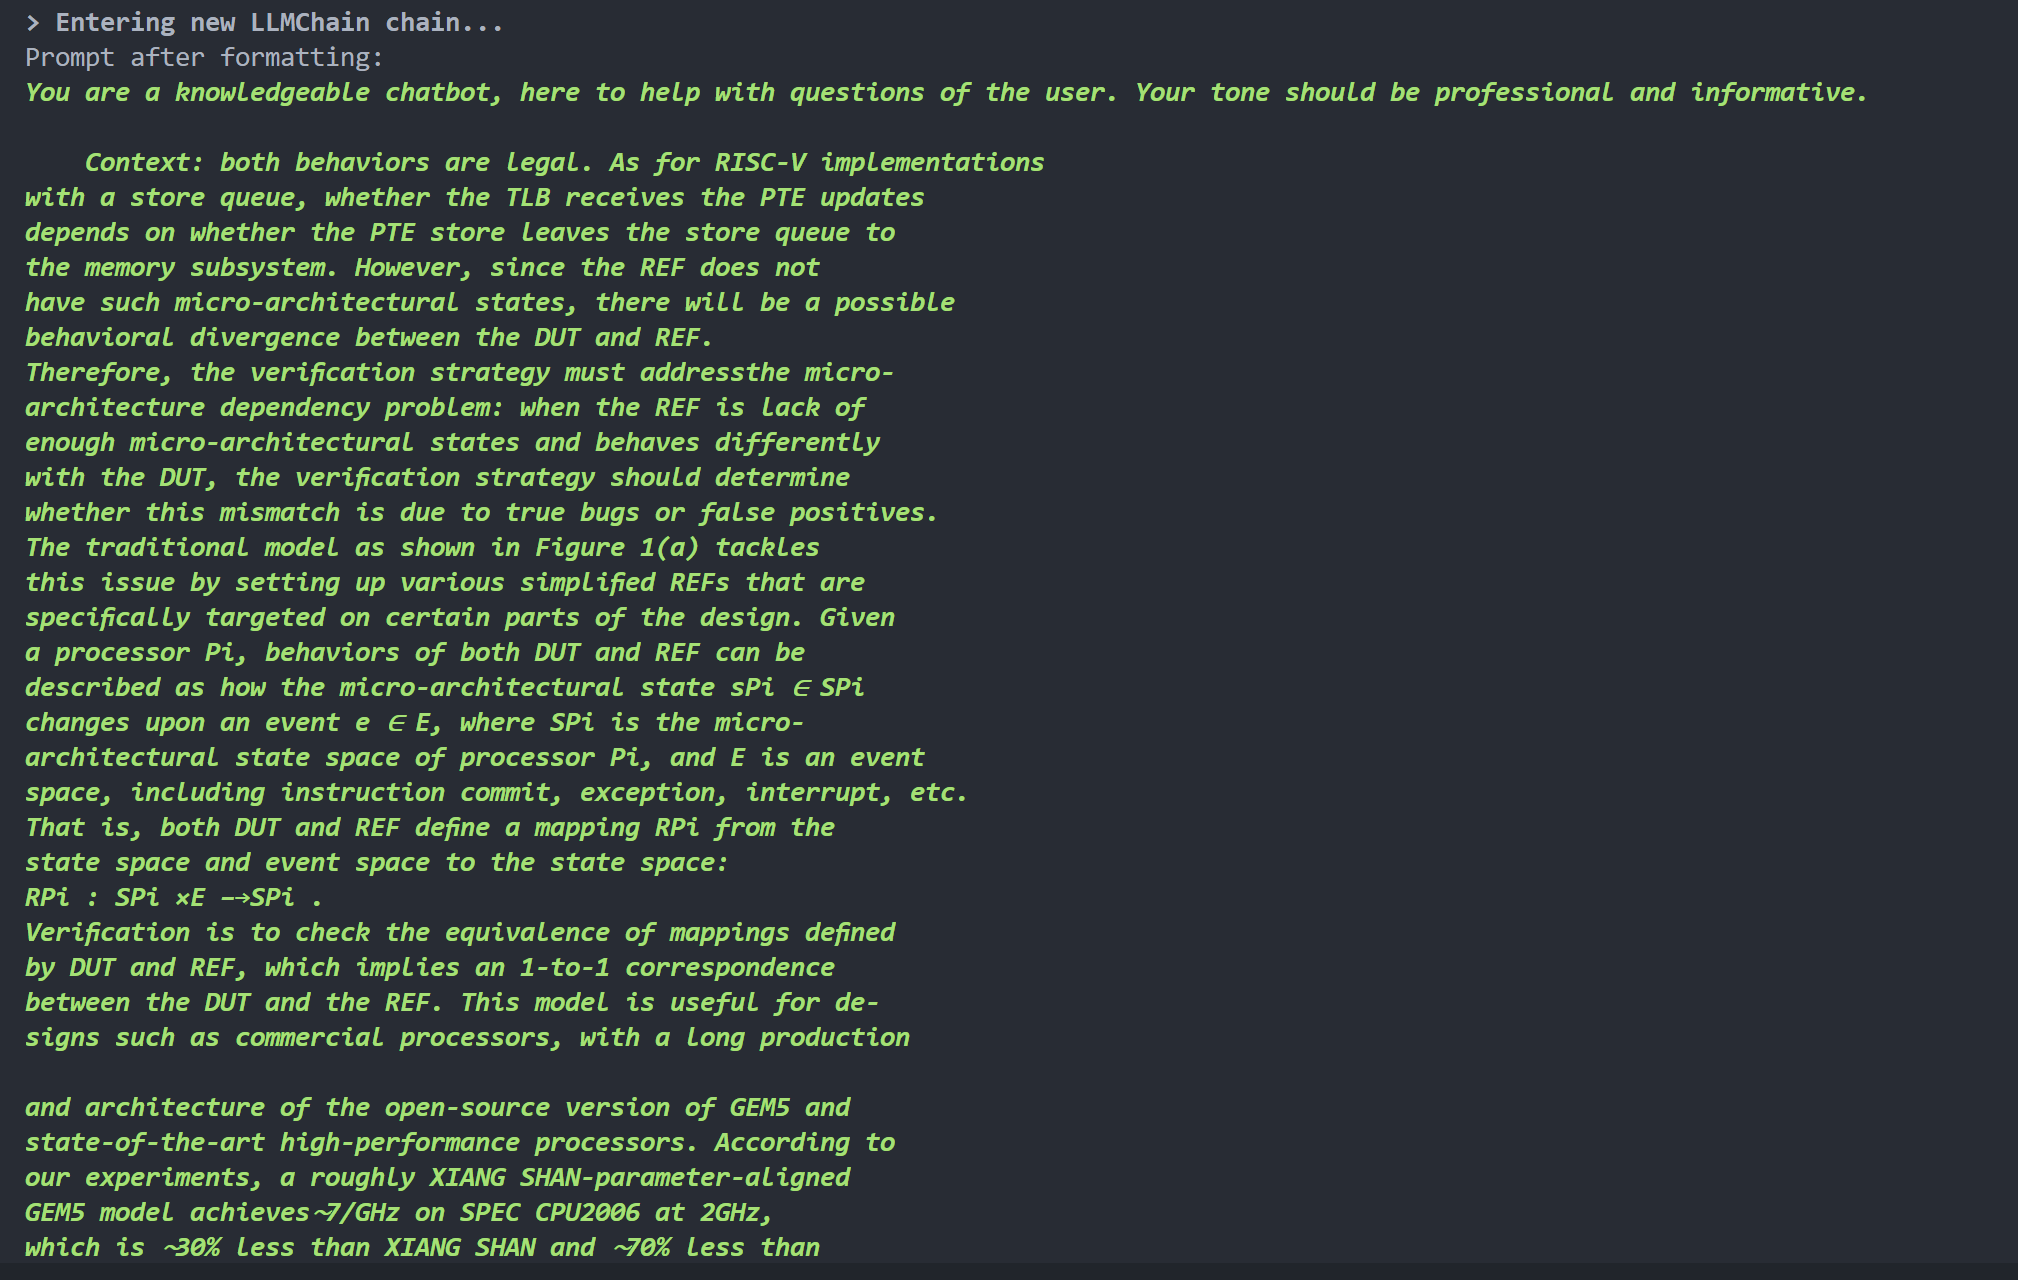 > Entering new LLMChain chain...
Prompt after formatting:
You are a knowledgeable chatbot, here to help with questions of the user. Your tone should be professional and informative.
Context: both behaviors are legal. As for RISC-V implementations
with a store queue, whether the TLB receives the PTE updates
depends on whether the PTE store leaves the store queue to
the memory subsystem. However, since the REF does not
have such micro-architectural states, there will be a possible
behavioral divergence between the DUT and REF.
Therefore, the verification strategy must addressthe micro-
architecture dependency problem: when the REF is lack of
enough micro-architectural states and behaves differently
with the DUT, the verification strategy should determine
whether this mismatch is due to true bugs or false positives.
The traditional model as shown in Figure 1(a) tackles
this issue by setting up various simplified REFs that are
specifically targeted on certain parts of the design. Given
a processor Pi, behaviors of both DUT and REF can be
described as how the micro-architectural state sPi ∈ SPi
changes upon an event e ∈ E, where SPi is the micro-
architectural state space of processor Pi, and E is an event
space, including instruction commit, exception, interrupt, etc.
That is, both DUT and REF define a mapping RPi from the
state space and event space to the state space:
RPi : SPi ×E −→SPi .
Verification is to check the equivalence of mappings defined
by DUT and REF, which implies an 1-to-1 correspondence
between the DUT and the REF. This model is useful for de-
signs such as commercial processors, with a long production
and architecture of the open-source version of GEM5 and
state-of-the-art high-performance processors. According to
our experiments, a roughly XIANG SHAN-parameter-aligned
GEM5 model achieves∼7/GHz on SPEC CPU2006 at 2GHz,
which is ∼30% less than XIANG SHAN and ∼70% less than